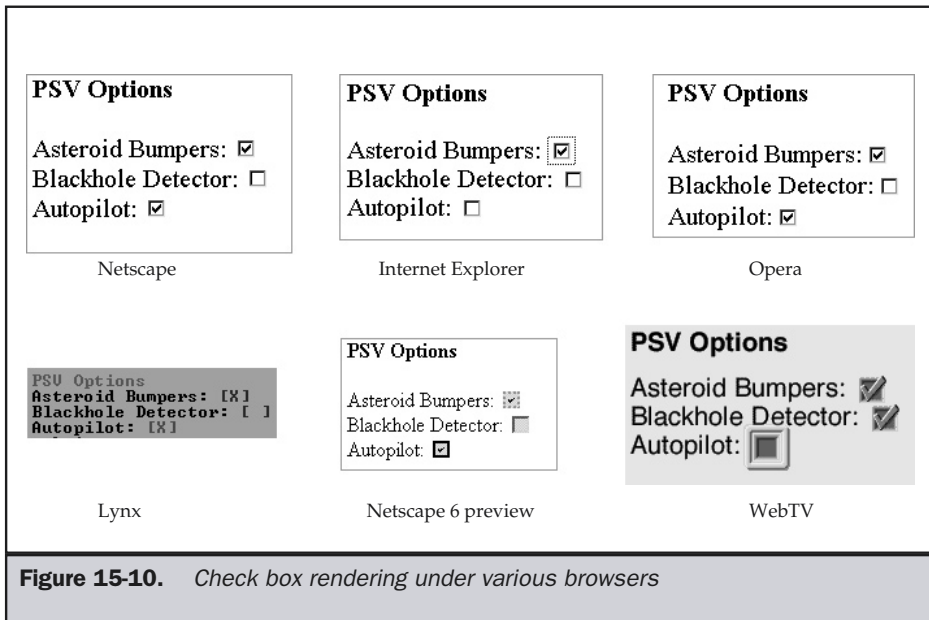 PSV Options
Asteroid Bumpers:
Blackhole Detector:
Autopilot:
Netscape
PSV Options
Asteroid Bumpers:
Blackhole Detector:
Autopilot:
Internet Explorer
PSV Options
Asteroid Bumpers:
Blackhole Detector:
Autopilot:
Opera
PSV Options
Asteroid Bumpers: [X]
Blackhole Detector: [ ]
Autopilot: [X]
Lynx
PSV Options
Asteroid Bumpers:
Blackhole Detector:
Autopilot:
Netscape 6 preview
PSV Options
Asteroid Bumpers:
Blackhole Detector:
Autopilot:
WebTV
Figure 15-10. Check box rendering under various browsers